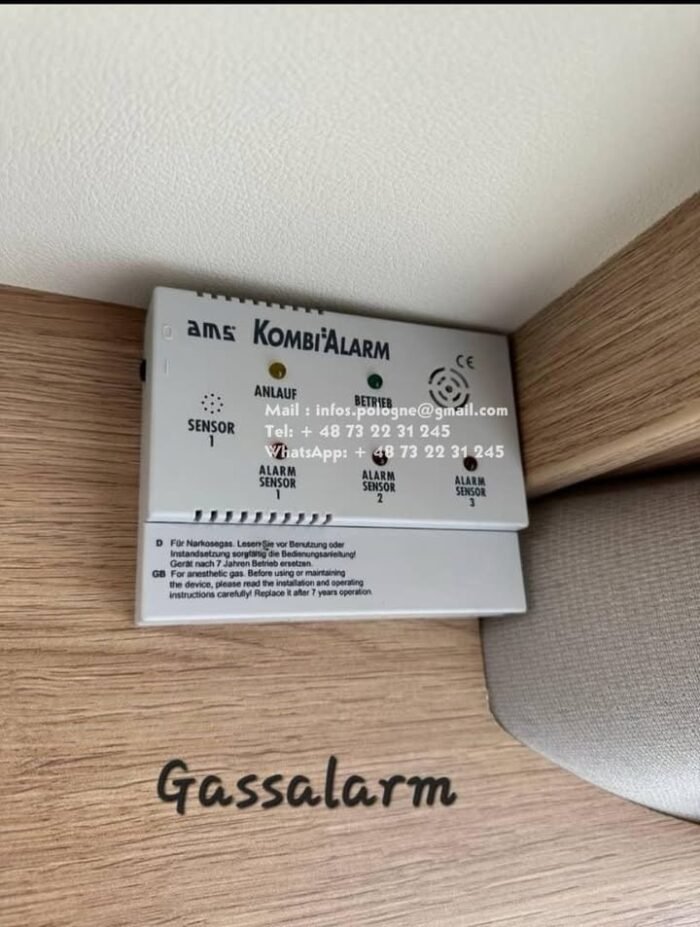 ams KOMBI:ALARM
CE
ANLAUF
BETRIEB
Mail : infos.pologne@gmail.com
SENSOR
1
Tel: + 48 73 22 31 245
WhatsApp: + 48 73 22 31 245
ALARM
SENSOR
1
ALARM
SENSOR
2
ALARM
SENSOR
3
D Für Narkosegas. Lesen Sie vor Benutzung oder
Instandsetzung sorgfältig die Bedienungsanleitung!
Gerät nach 7 Jahren Betrieb ersetzen.
GB For anesthetic gas. Before using or maintaining
the device, please read the installation and operating
instructions carefully! Replace it after 7 years operation.
Gassalarm